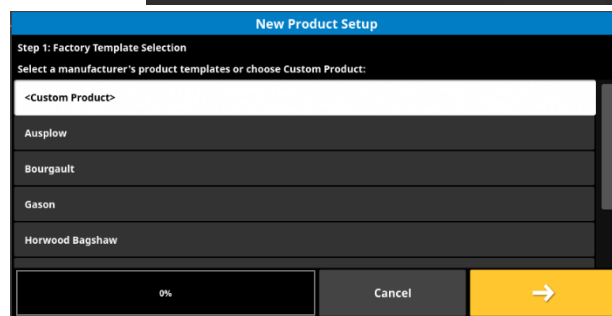 New Product Setup
Step 1: Factory Template Selection
Select a manufacturer's product templates or choose Custom Product:
<Custom Product>
Ausplow
Bourgault
Gason
Horwood Bagshaw
0%
Cancel